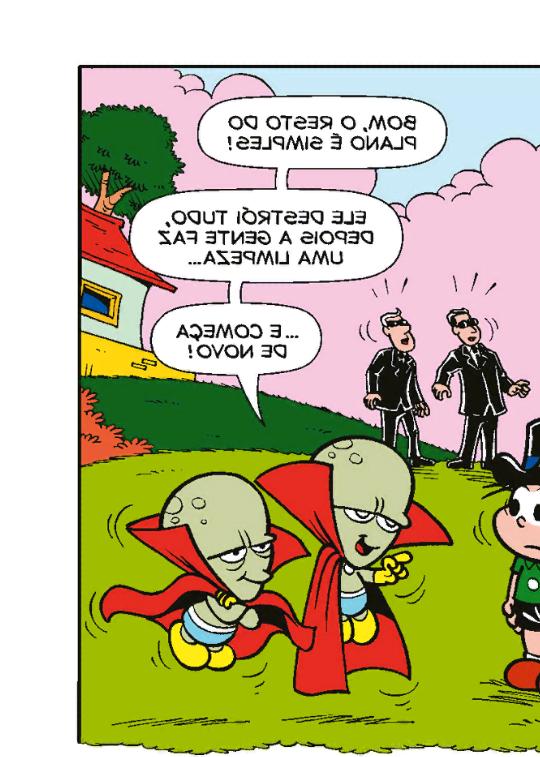 BOM, O RESTO DO
PLANO É SIMPLES!
ELE DESTRÓI TUDO,
DEPOIS A GENTE FAZ
UMA LIMPEZA...
...E COMEÇA
DE NOVO!